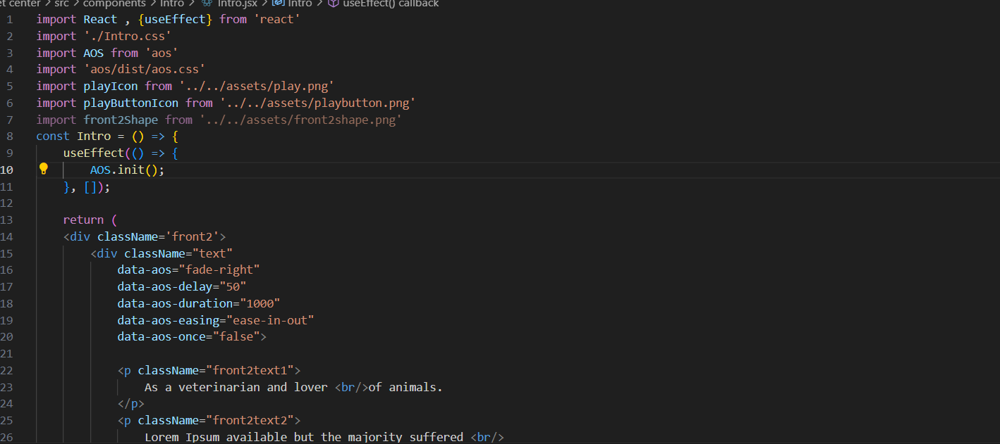 et center > src > components > Intro > Intro.jsx > Intro > useEffect() callback
1 import React , {useEffect} from 'react'
2 import './Intro.css'
3 import AOS from 'aos'
4 import 'aos/dist/aos.css'
5 import playIcon from '../../assets/play.png'
6 import playButtonIcon from '../../assets/playbutton.png'
7 import front2Shape from '../../assets/front2shape.png'
8 const Intro = () => {
9     useEffect(() => {
10         AOS.init();
11     }, []);
12
13     return (
14     <div className='front2'>
15         <div className="text"
16             data-aos="fade-right"
17             data-aos-delay="50"
18             data-aos-duration="1000"
19             data-aos-easing="ease-in-out"
20             data-aos-once="false">
21
22             <p className="front2text1">
23                 As a veterinarian and lover <br/>of animals.
24             </p>
25             <p className="front2text2">
26                 Lorem Ipsum available but the majority suffered <br/>